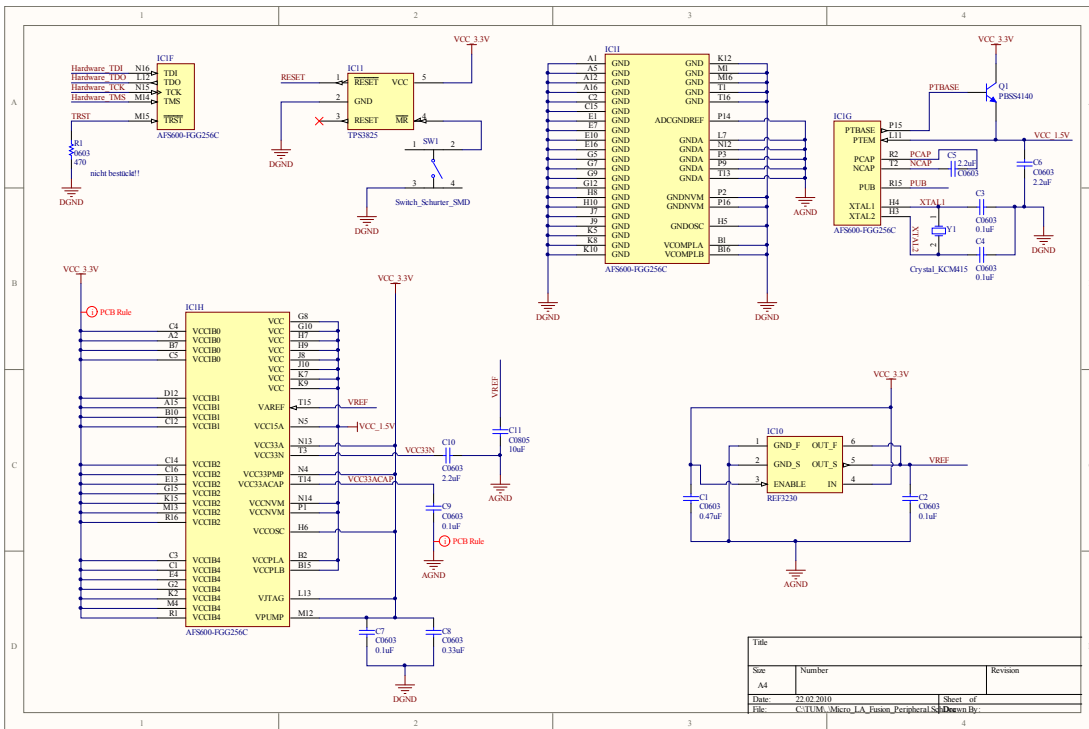 1 2 3 4
A
B
C
D
IC1F
Hardware_TDI N16 TDI
Hardware_TDO L12 TDO
Hardware_TCK N15 TCK
Hardware_TMS M14 TMS
TRST M15 TRST
AFS600-FGG256C
R1
0603
470
nicht bestückt!!
DGND
VCC_3.3V
IC11
RESET 1 RESET VCC 5
2 GND
3 RESET MR 4
TPS3825
DGND
SW1
1 2
3 4
Switch_Schurter_SMD
DGND
IC1I
A1 GND GND K12
A5 GND GND M1
A12 GND GND M16
A16 GND GND T1
C2 GND GND T16
C15 GND
E1 GND ADCGNDREF P14
E7 GND
E10 GND GNDA L7
E16 GND GNDA N12
G5 GND GNDA P3
G7 GND GNDA P9
G9 GND GNDA T13
G12 GND
H8 GND GNDNVM P2
H10 GND GNDNVM P16
J7 GND
J9 GND GNDOSC H5
K5 GND
K8 GND VCOMPLA B1
K10 GND VCOMPLB B16
AFS600-FGG256C
AGND
DGND
DGND
VCC_3.3V
Q1
PBSS4140
PTBASE
IC1G
PTBASE P15
PTEM L11
VCC_1.5V
PCAP R2 PCAP
NCAP T2 NCAP
C5
2.2uF
C0603
PUB R15 PUB
XTAL1 H4 XTAL1
XTAL2 H3
XTAL2
AFS600-FGG256C
C6
C0603
2.2uF
C3
C0603
0.1uF
1
Y1
2
C4
C0603
0.1uF
Crystal_KCM415
DGND
VCC_3.3V
PCB Rule
VCC_3.3V
IC1H
C4 VCCIB0 VCC G8
A2 VCCIB0 VCC G10
B7 VCCIB0 VCC H7
C5 VCCIB0 VCC H9
VCC J8
VCC J10
VCC K7
VCC K9
D12 VCCIB1
A15 VCCIB1 VAREF T15 VREF
B10 VCCIB1
C12 VCCIB1 VCC15A N5 VCC_1.5V
VCC33A N13
VCC33N T3 VCC33N
C14 VCCIB2
C16 VCCIB2 VCC33PMP N4
E13 VCCIB2 VCC33ACAP T14 VCC33ACAP
G15 VCCIB2
K15 VCCIB2 VCCNVM N14
M13 VCCIB2 VCCNVM P1
R16 VCCIB2
VCCOSC H6
C3 VCCIB4 VCCPLA B2
C1 VCCIB4 VCCPLB B15
E4 VCCIB4
G2 VCCIB4
K2 VCCIB4 VJTAG L13
M4 VCCIB4
R1 VCCIB4 VPUMP M12
AFS600-FGG256C
C10
C0603
2.2uF
VREF
C11
C0805
10uF
AGND
C9
C0603
0.1uF
PCB Rule
AGND
C7
C0603
0.1uF
C8
C0603
0.33uF
DGND
VCC_3.3V
IC10
1 GND_F OUT_F 6
2 GND_S OUT_S 5
3 ENABLE IN 4
REF3230
VREF
C1
C0603
0.47uF
C2
C0603
0.1uF
AGND
Title
Size Number Revision
A4
Date: 22.02.2010 Sheet of
File: C:\TUM\..\Micro_LA_Fusion_Peripheral. Drawn By:
1 2 3 4